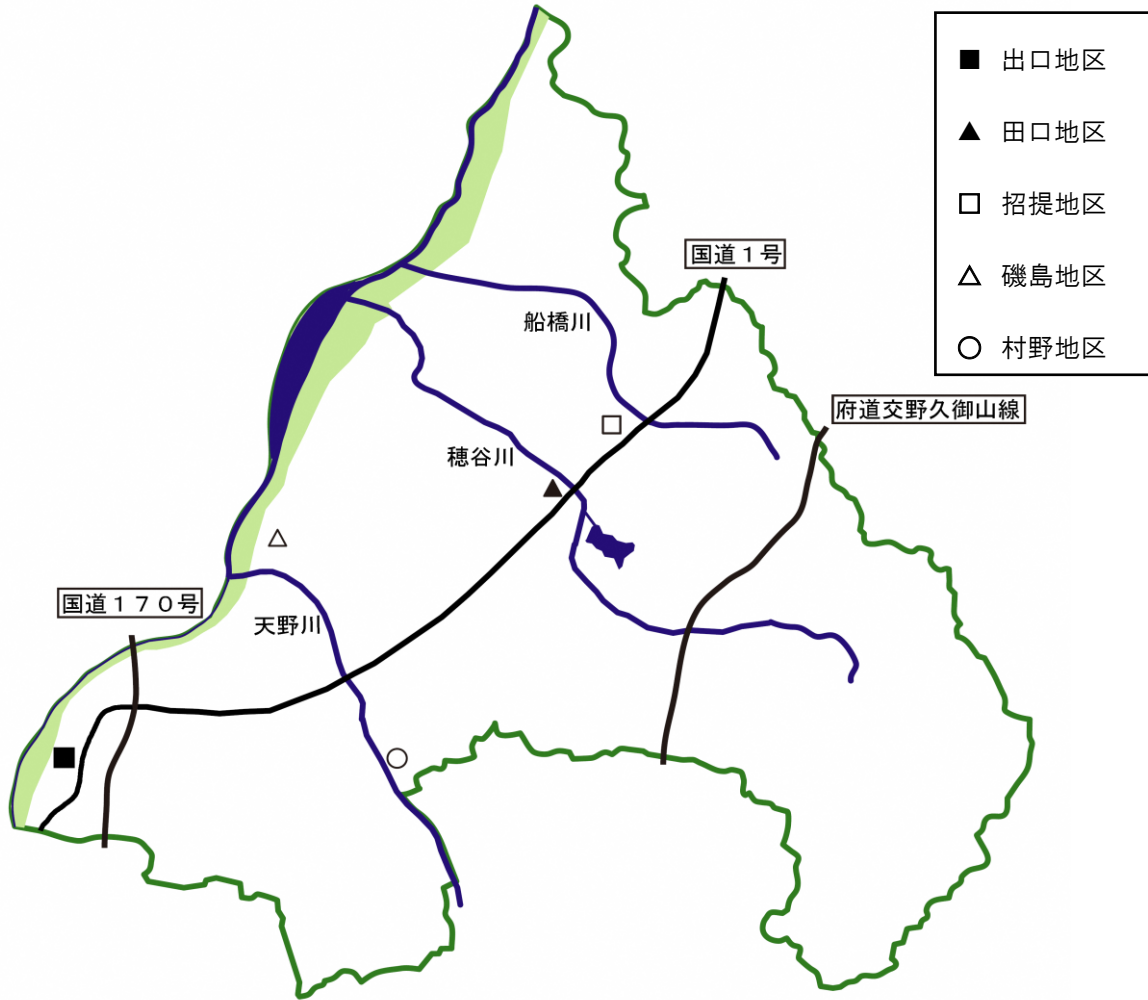 出口地区
田口地区
招提地区
磯島地区
村野地区
国道１号
船橋川
府道交野久御山線
穂谷川
国道１７０号
天野川